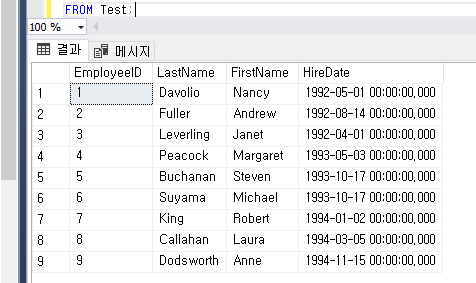 FROM Test;
100 %
결과 메시지
EmployeeID LastName FirstName HireDate
1 1 Davolio Nancy 1992-05-01 00:00:00,000
2 2 Fuller Andrew 1992-08-14 00:00:00,000
3 3 Leverling Janet 1992-04-01 00:00:00,000
4 4 Peacock Margaret 1993-05-03 00:00:00,000
5 5 Buchanan Steven 1993-10-17 00:00:00,000
6 6 Suyama Michael 1993-10-17 00:00:00,000
7 7 King Robert 1994-01-02 00:00:00,000
8 8 Callahan Laura 1994-03-05 00:00:00,000
9 9 Dodsworth Anne 1994-11-15 00:00:00,000